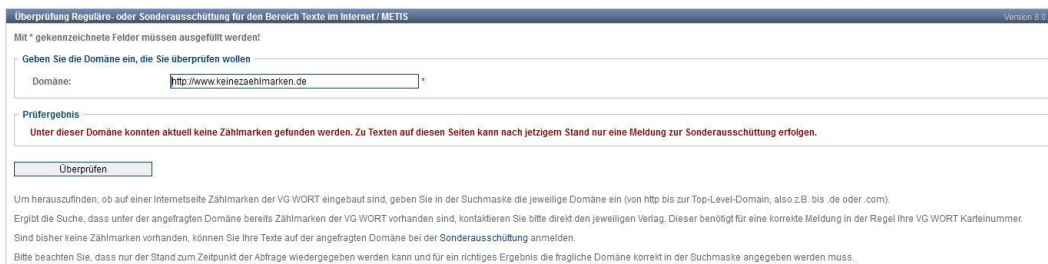 Überprüfung Reguläre- oder Sonderausschüttung für den Bereich Texte im Internet / METIS Version 8.0.
Mit * gekennzeichnete Felder müssen ausgefüllt werden!
Geben Sie die Domäne ein, die Sie überprüfen wollen
Domäne: http://www.keinezaehlmarken.de *
Prüfergebnis
Unter dieser Domäne konnten aktuell keine Zählmarken gefunden werden. Zu Texten auf diesen Seiten kann nach jetzigem Stand nur eine Meldung zur Sonderausschüttung erfolgen.
Überprüfen
Um herauszufinden, ob auf einer Internetseite Zählmarken der VG WORT eingebaut sind, geben Sie in der Suchmaske die jeweilige Domäne ein (von http bis zur Top-Level-Domain, also z.B. bis .de oder .com).
Ergibt die Suche, dass unter der angefragten Domäne bereits Zählmarken der VG WORT vorhanden sind, kontaktieren Sie bitte direkt den jeweiligen Verlag. Dieser benötigt für eine korrekte Meldung in der Regel Ihre VG WORT Karteinummer.
Sind bisher keine Zählmarken vorhanden, können Sie Ihre Texte auf der angefragten Domäne bei der Sonderausschüttung anmelden.
Bitte beachten Sie, dass nur der Stand zum Zeitpunkt der Abfrage wiedergegeben werden kann und für ein richtiges Ergebnis die fragliche Domäne korrekt in der Suchmaske angegeben werden muss.